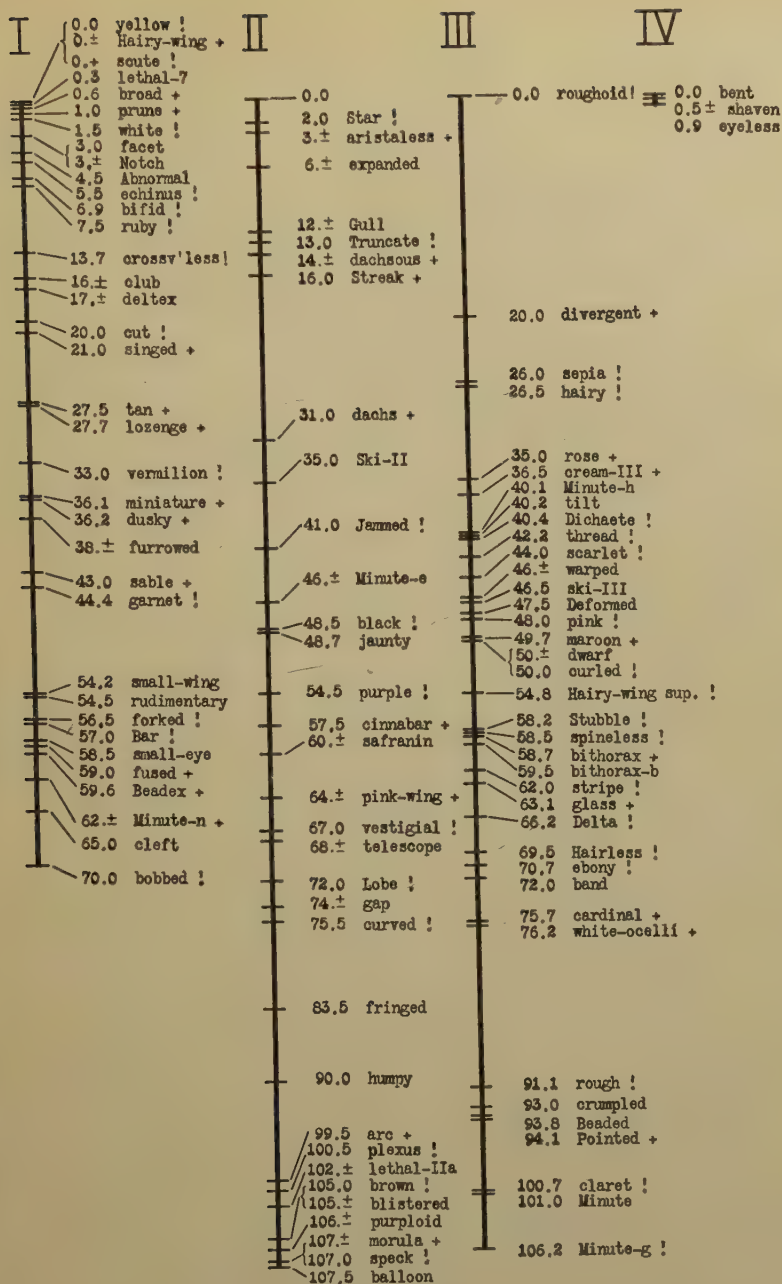 I
0.0 yellow !
0.± Hairy-wing +
0.+ scute !
0.3 lethal-7
0.6 broad +
1.0 prune +
1.5 white !
3.0 facet
3.± Notch
4.5 Abnormal
5.5 echinus !
6.9 bifid !
7.5 ruby !
13.7 crossv'less!
16.± club
17.± deltex
20.0 cut !
21.0 singed +
27.5 tan +
27.7 lozenge +
33.0 vermilion !
36.1 miniature +
36.2 dusky +
38.± furrowed
43.0 sable +
44.4 garnet !
54.2 small-wing
54.5 rudimentary
56.5 forked !
57.0 Bar !
58.5 small-eye
59.0 fused +
59.6 Beadex +
62.± Minute-n +
65.0 cleft
70.0 bobbed !
II
0.0
2.0 Star !
3.± aristaless +
6.± expanded
12.± Gull
13.0 Truncate !
14.± dachsous +
16.0 Streak +
31.0 dachs +
35.0 Ski-II
41.0 Jammed !
46.± Minute-e
48.5 black !
48.7 jaunty
54.5 purple !
57.5 cinnabar +
60.± safranin
64.± pink-wing +
67.0 vestigial !
68.± telescope
72.0 Lobe !
74.± gap
75.5 curved !
83.5 fringed
90.0 humpy
99.5 arc +
100.5 plexus !
102.± lethal-IIa
105.0 brown !
105.± blistered
106.± purploid
107.± morula +
107.0 speck !
107.5 balloon
III
0.0 roughoid!
20.0 divergent +
26.0 sepia !
26.5 hairy !
35.0 rose +
36.5 cream-III +
40.1 Minute-h
40.2 tilt
40.4 Dichaete !
42.2 thread !
44.0 scarlet !
46.± warped
46.5 ski-III
47.5 Deformed
48.0 pink !
49.7 maroon +
50.± dwarf
50.0 curled !
54.8 Hairy-wing sup. !
58.2 Stubble !
58.5 spineless !
58.7 bithorax +
59.5 bithorax-b
62.0 stripe !
63.1 glass +
66.2 Delta !
69.5 Hairless !
70.7 ebony !
72.0 band
75.7 cardinal +
76.2 white-ocelli +
91.1 rough !
93.0 crumpled
93.8 Beaded
94.1 Pointed +
100.7 claret !
101.0 Minute
106.2 Minute-g !
IV
0.0 bent
0.5± shaven
0.9 eyeless